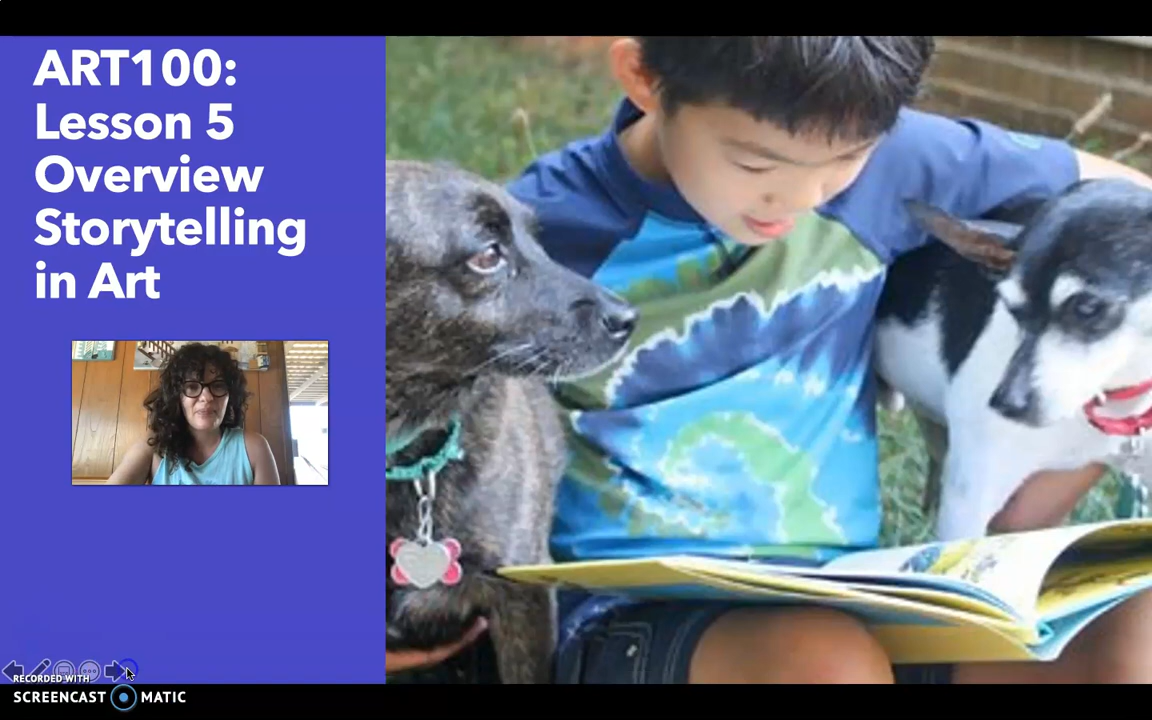 ART100:
Lesson 5
Overview
Storytelling
in Art
RECORDED WITH
SCREENCAST MATIC